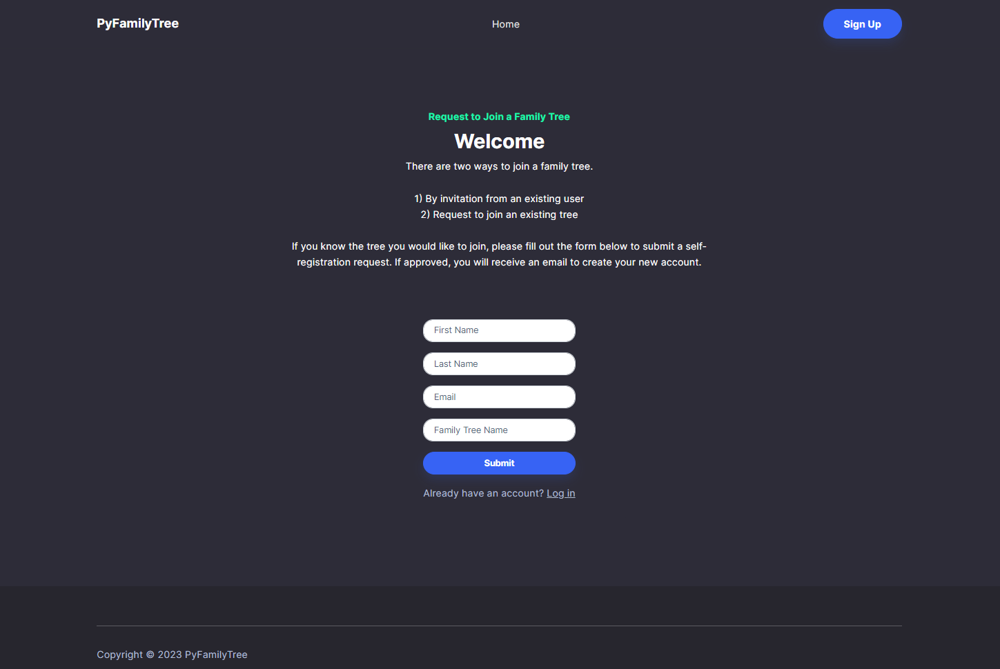 PyFamilyTree
Home
Sign Up
Request to Join a Family Tree
Welcome
There are two ways to join a family tree.
1) By invitation from an existing user
2) Request to join an existing tree
If you know the tree you would like to join, please fill out the form below to submit a self-
registration request. If approved, you will receive an email to create your new account.
First Name
Last Name
Email
Family Tree Name
Submit
Already have an account? Log in
Copyright © 2023 PyFamilyTree